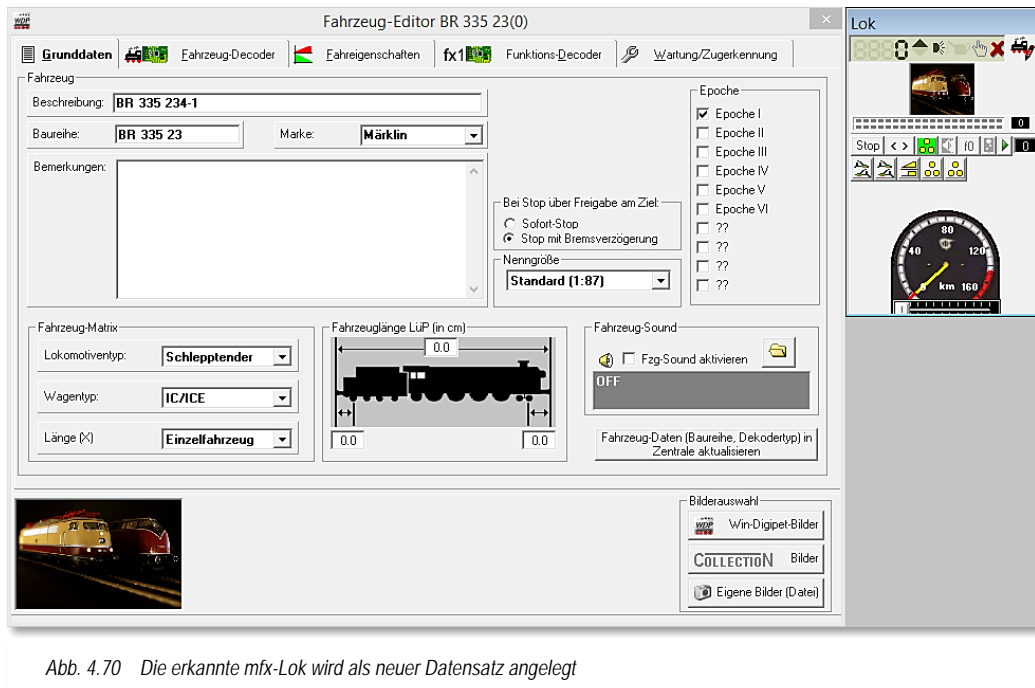 WDP
Fahrzeug-Editor BR 335 23(0)
Grunddaten
Fahrzeug-Decoder
Fahreigenschaften
fx1
Funktions-Decoder
Wartung/Zugerkennung
Fahrzeug
Beschreibung:
BR 335 234-1
Baureihe:
BR 335 23
Marke:
Märklin
Bemerkungen:
Bei Stop über Freigabe am Ziel:
Sofort-Stop
Stop mit Bremsverzögerung
Nenngröße
Standard (1:87)
Epoche
Epoche I
Epoche II
Epoche III
Epoche IV
Epoche V
Epoche VI
??
??
??
??
Fahrzeug-Matrix
Lokomotiventyp:
Schlepptender
Wagentyp:
IC/ICE
Länge (X)
Einzelfahrzeug
Fahrzeuglänge LüP (in cm)
0.0
0.0
0.0
Fahrzeug-Sound
Fzg-Sound aktivieren
OFF
Fahrzeug-Daten (Baureihe, Dekodertyp) in
Zentrale aktualisieren
Bilderauswahl
WDP
Win-Digipet-Bilder
COLLECTION Bilder
Eigene Bilder (Datei)
Lok
0
0
Stop
< >
f0
0
80
40
120
0
km
160
Abb. 4.70 Die erkannte mfx-Lok wird als neuer Datensatz angelegt